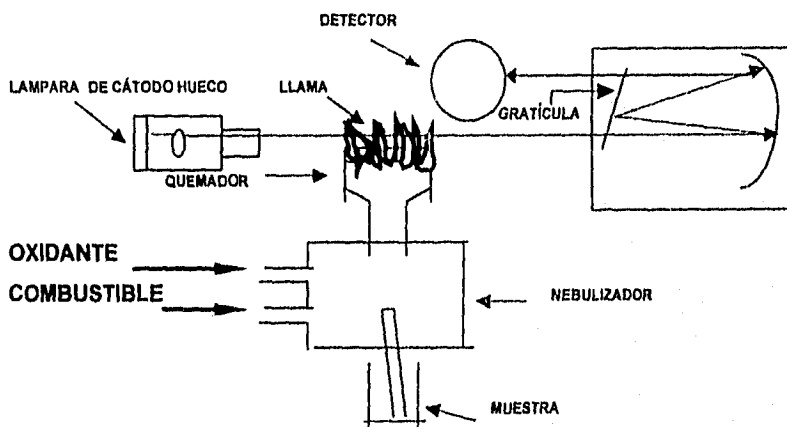 DETECTOR
LAMPARA DE CÁTODO HUECO
LLAMA
GRATÍCULA
QUEMADOR
OXIDANTE
COMBUSTIBLE
NEBULIZADOR
MUESTRA